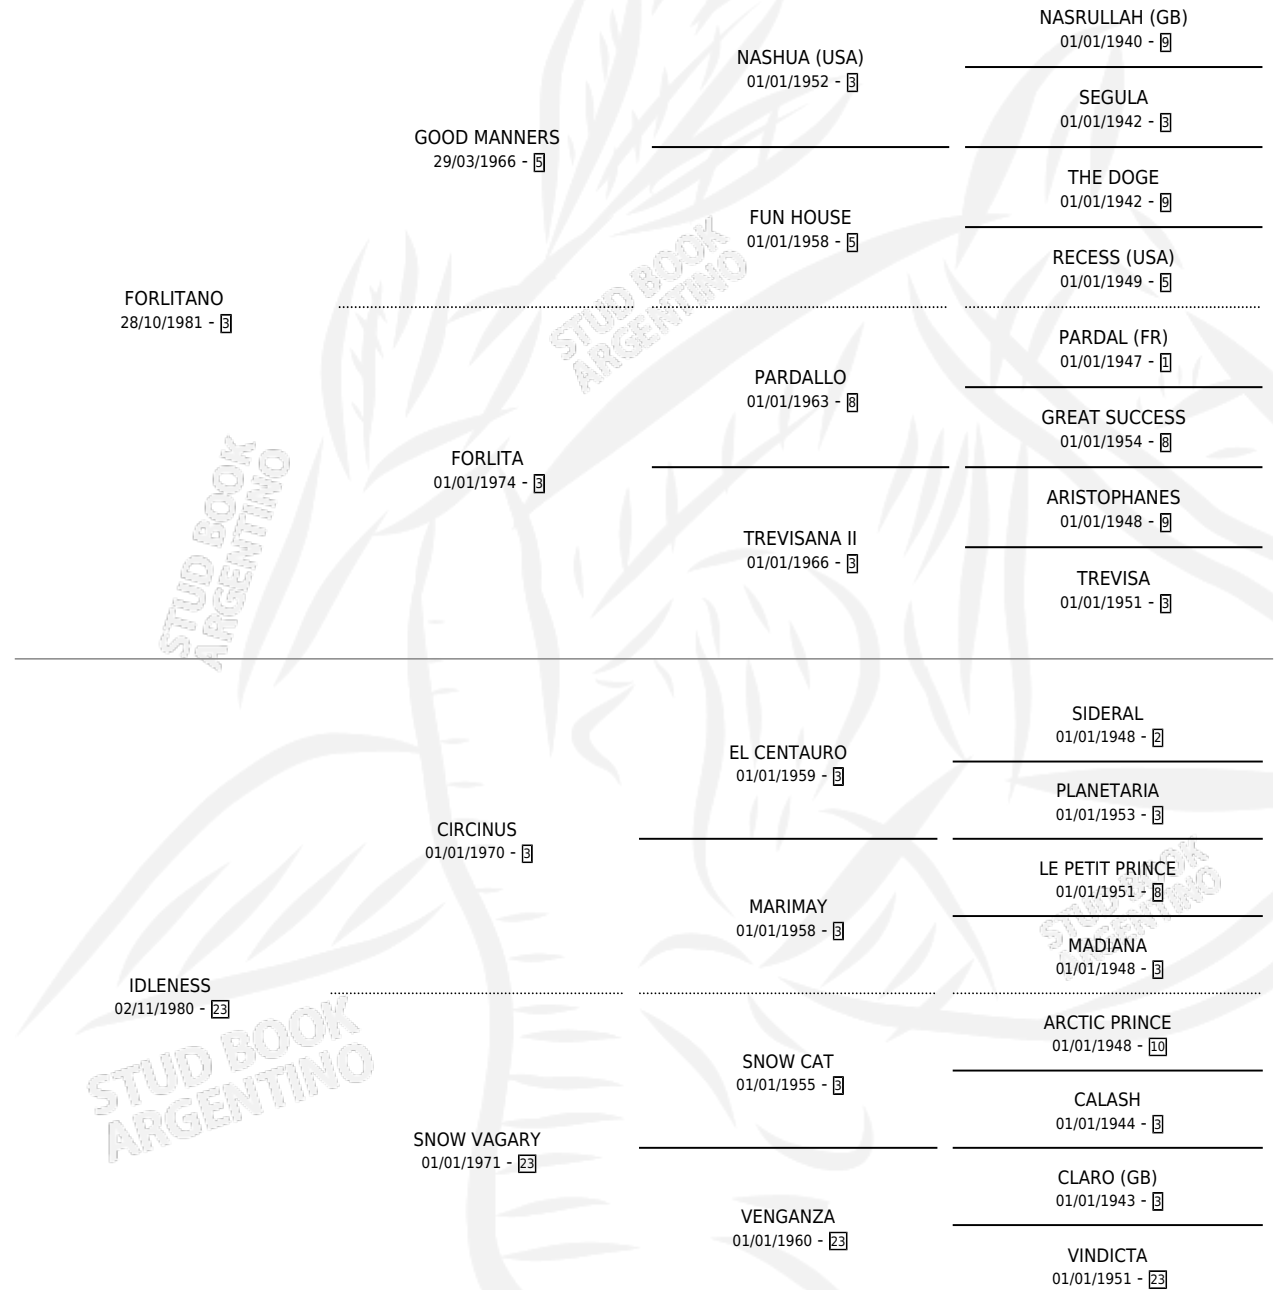 NASRULLAH (GB)
01/01/1940 - 9
NASHUA (USA)
01/01/1952 - 3
SEGULA
01/01/1942 - 3
GOOD MANNERS
29/03/1966 - 5
THE DOGE
01/01/1942 - 9
FUN HOUSE
01/01/1958 - 5
RECESS (USA)
01/01/1949 - 5
FORLITANO
28/10/1981 - 3
PARDAL (FR)
01/01/1947 - 1
PARDALLO
01/01/1963 - 8
GREAT SUCCESS
01/01/1954 - 8
FORLITA
01/01/1974 - 3
ARISTOPHANES
01/01/1948 - 9
TREVISANA II
01/01/1966 - 3
TREVISA
01/01/1951 - 3
SIDERAL
01/01/1948 - 2
EL CENTAURO
01/01/1959 - 3
PLANETARIA
01/01/1953 - 3
CIRCINUS
01/01/1970 - 3
LE PETIT PRINCE
01/01/1951 - 8
MARIMAY
01/01/1958 - 3
MADIANA
01/01/1948 - 3
IDLENESS
02/11/1980 - 23
ARCTIC PRINCE
01/01/1948 - 10
SNOW CAT
01/01/1955 - 3
CALASH
01/01/1944 - 3
SNOW VAGARY
01/01/1971 - 23
CLARO (GB)
01/01/1943 - 3
VENGANZA
01/01/1960 - 23
VINDICTA
01/01/1951 - 23
STUD BOOK
ARGENTINO
STUD BOOK
ARGENTINO
STUD BOOK
ARGENTINO
STUD BOOK
ARGENTINO